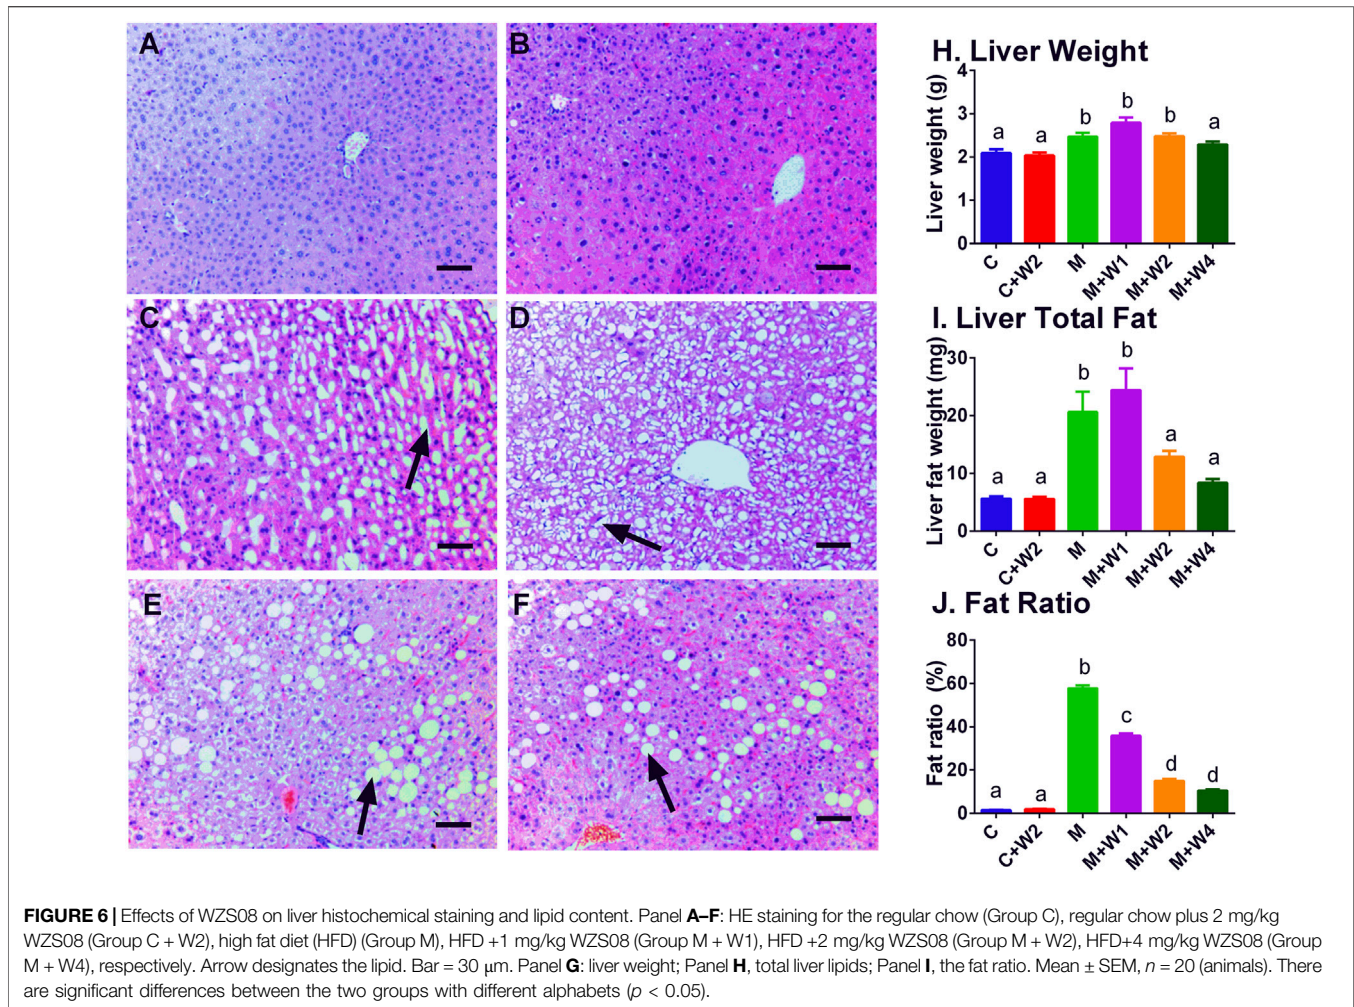 A
B
C
D
E
F
H. Liver Weight
Liver weight (g)
4
3
2
1
0
a
a
b
b
b
a
C
C+W2
M
M+W1
M+W2
M+W4
I. Liver Total Fat
Liver fat weight (mg)
30
20
10
0
a
a
b
b
a
a
C
C+W2
M
M+W1
M+W2
M+W4
J. Fat Ratio
Fat ratio (%)
80
60
40
20
0
a
a
b
c
d
d
C
C+W2
M
M+W1
M+W2
M+W4
FIGURE 6 | Effects of WZS08 on liver histochemical staining and lipid content. Panel A–F: HE staining for the regular chow (Group C), regular chow plus 2 mg/kg
WZS08 (Group C + W2), high fat diet (HFD) (Group M), HFD +1 mg/kg WZS08 (Group M + W1), HFD +2 mg/kg WZS08 (Group M + W2), HFD+4 mg/kg WZS08 (Group
M + W4), respectively. Arrow designates the lipid. Bar = 30 μm. Panel G: liver weight; Panel H, total liver lipids; Panel I, the fat ratio. Mean ± SEM, n = 20 (animals). There
are significant differences between the two groups with different alphabets (p < 0.05).